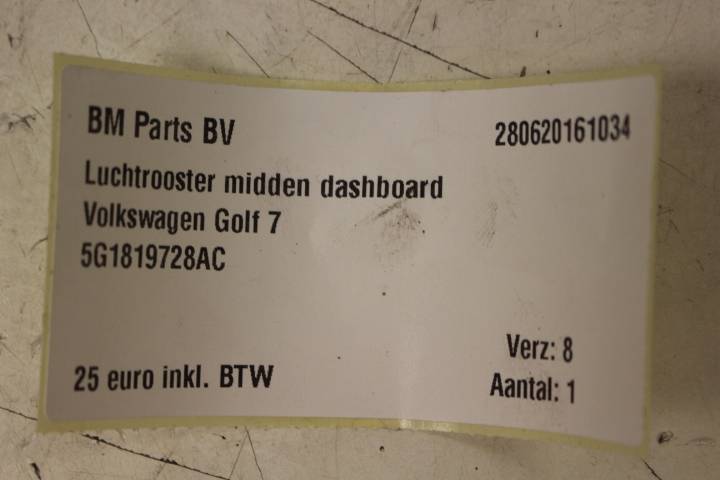 BM Parts BV 280620161034
Luchtrooster midden dashboard
Volkswagen Golf 7
5G1819728AC
Verz: 8
25 euro inkl. BTW Aantal: 1